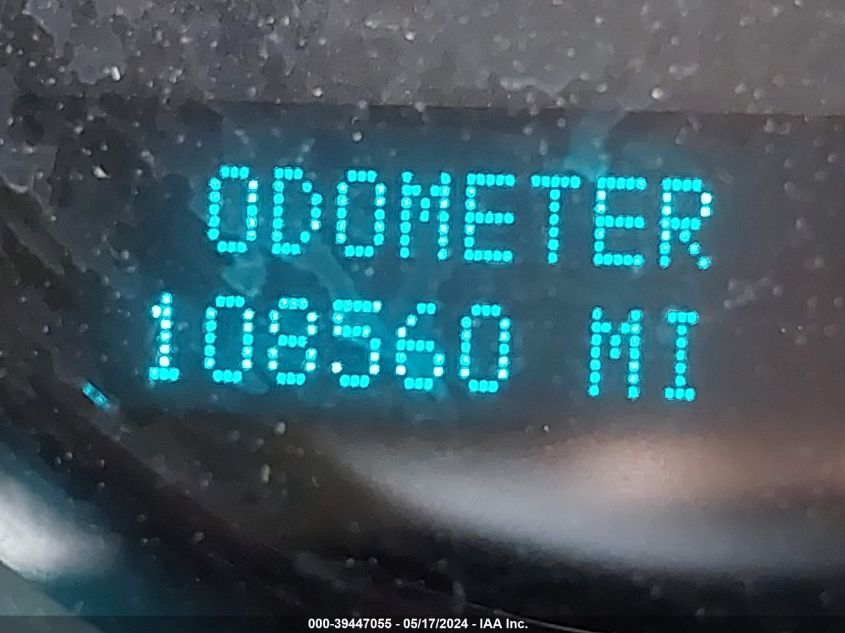 ODOMETER
108560 MI
000-39447055 - 05/17/2024 - IAA Inc.